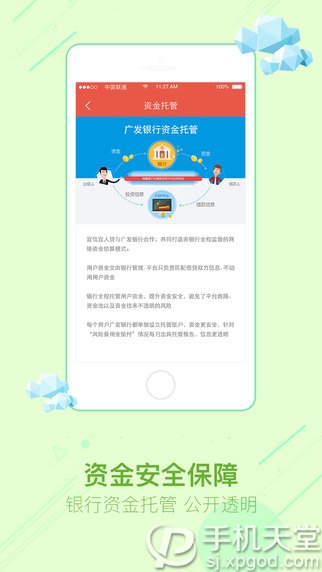 中国联通 11:27 AM 100%
资金托管
广发银行资金托管
资金 资金
银行
出借人 借款人
投资信息 借款信息
宜信宜人贷与广发银行合作，共同打造亲银行全程监督的网
络资金结算模式。
用户资金交由银行管理，平台只负责匹配借贷双方信息，不动
用用户资金
银行全程托管用户资金，提升资金安全，避免了平台跑路、
资金池以及资金往来不透明的风险
每个用户广发银行都单独设立托管账户，资金更安全，针对
“风险备用金垫付”情况每月出具托管报告，信息更透明
资金安全保障
银行资金托管 公开透明
手机天堂
sj.xpgod.com